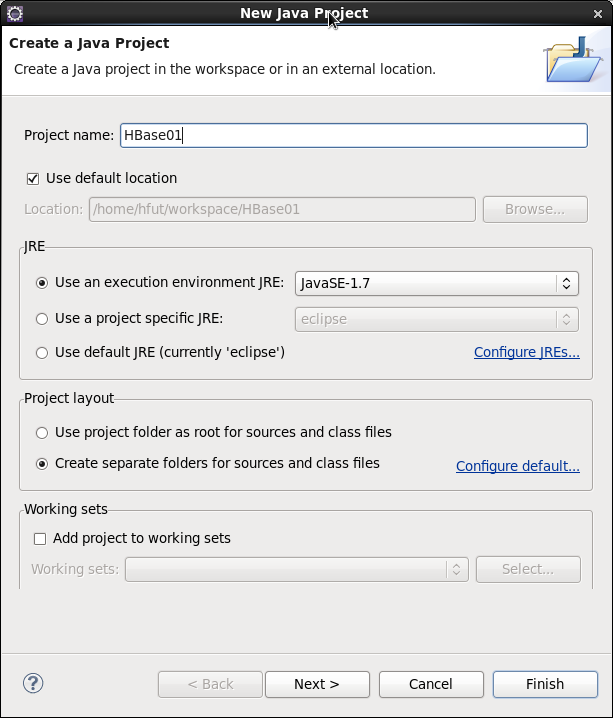 New Java Project
Create a Java Project
Create a Java project in the workspace or in an external location.
Project name: HBase01
Use default location
Location: /home/hfut/workspace/HBase01 Browse...
JRE
Use an execution environment JRE: JavaSE-1.7
Use a project specific JRE: eclipse
Use default JRE (currently 'eclipse') Configure JREs...
Project layout
Use project folder as root for sources and class files
Create separate folders for sources and class files Configure default...
Working sets
Add project to working sets
Working sets: Select...
? < Back Next > Cancel Finish